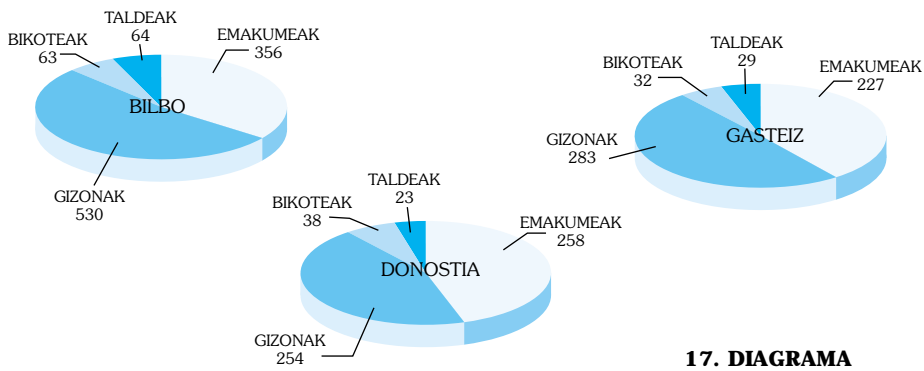 TALDEAK
64
BIKOTEAK
63
EMAKUMEAK
356
BILBO
GIZONAK
530
TALDEAK
29
BIKOTEAK
32
EMAKUMEAK
227
GASTEIZ
GIZONAK
283
TALDEAK
23
BIKOTEAK
38
EMAKUMEAK
258
DONOSTIA
GIZONAK
254
17. DIAGRAMA